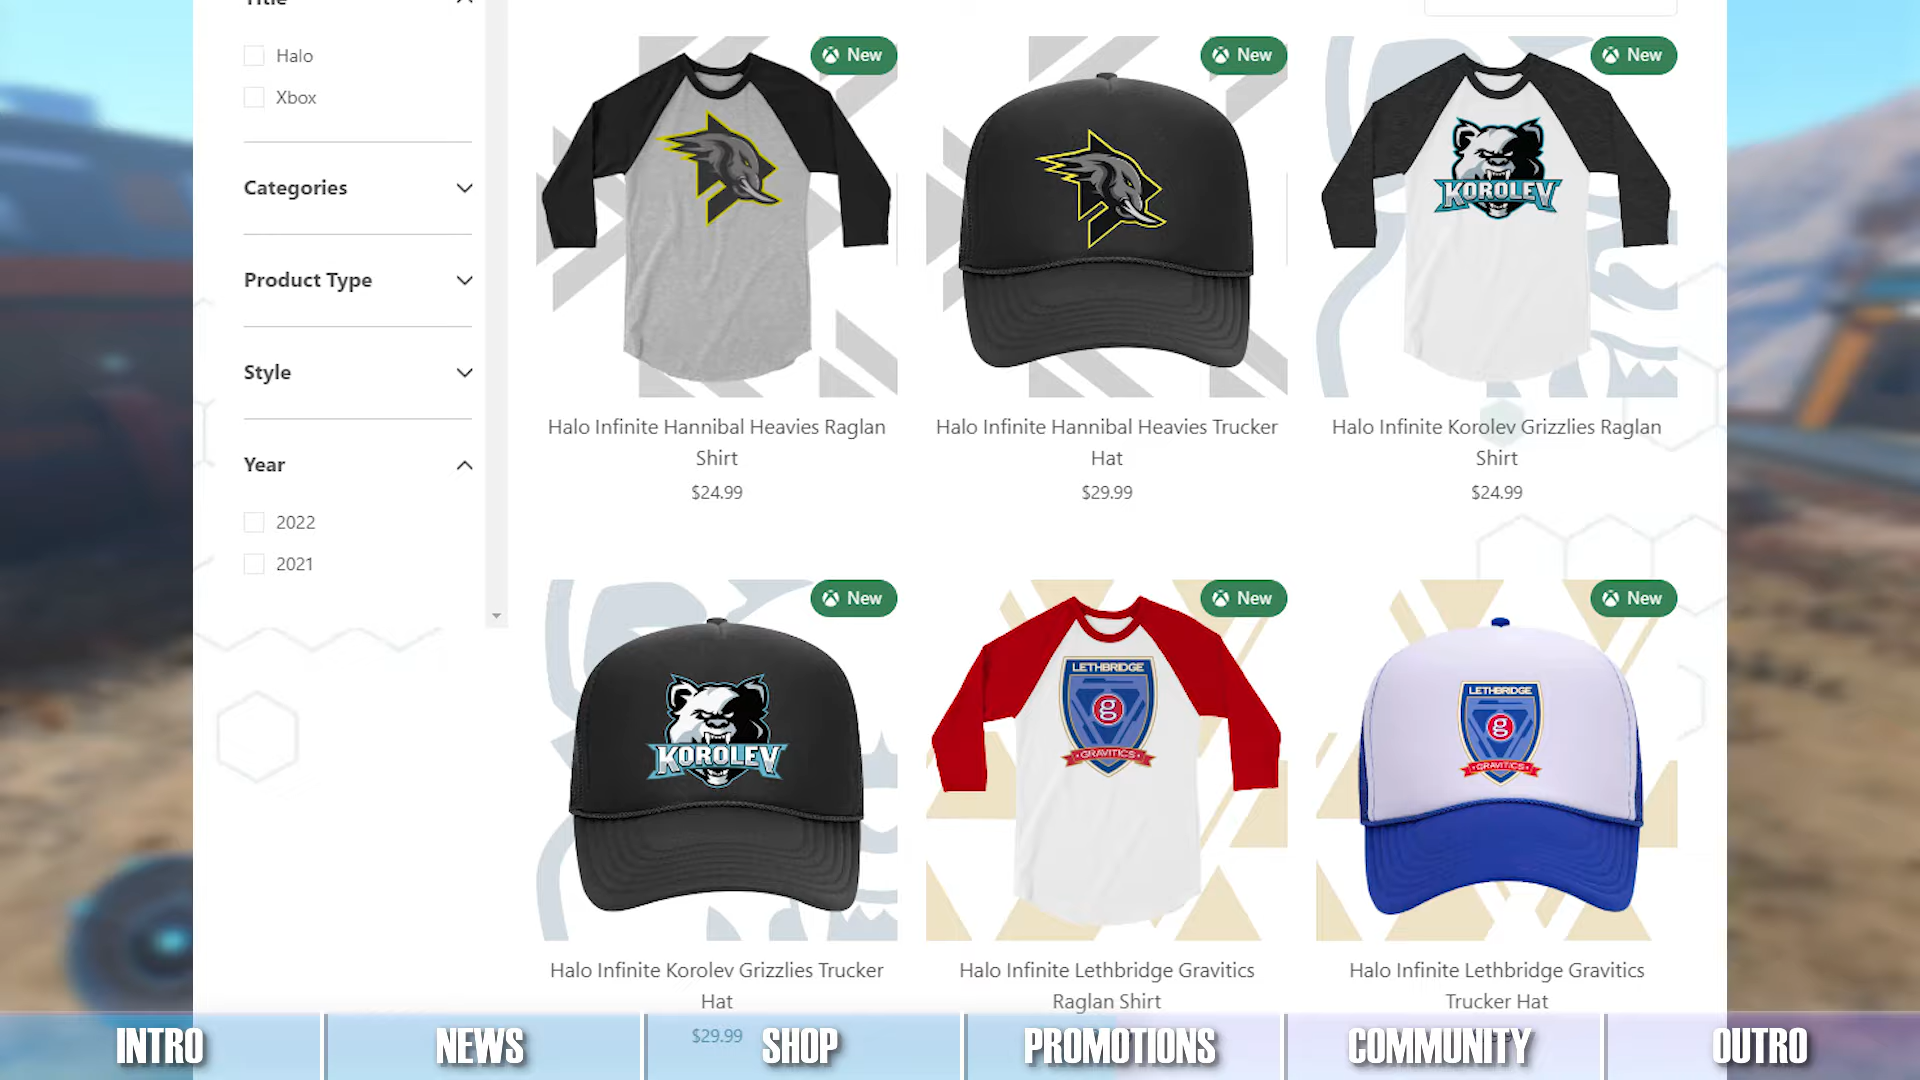 Title
Halo
Xbox
Categories
Product Type
Style
Year
2022
2021
New
New
New
KOROLEV
Halo Infinite Hannibal Heavies Raglan
Shirt
$24.99
Halo Infinite Hannibal Heavies Trucker
Hat
$29.99
Halo Infinite Korolev Grizzlies Raglan
Shirt
$24.99
New
New
New
KOROLEV
LETHBRIDGE
g
GRAVITICS
LETHBRIDGE
g
GRAVITICS
Halo Infinite Korolev Grizzlies Trucker
Hat
$29.99
Halo Infinite Lethbridge Gravitics
Raglan Shirt
Halo Infinite Lethbridge Gravitics
Trucker Hat
INTRO
NEWS
SHOP
PROMOTIONS
COMMUNITY
OUTRO